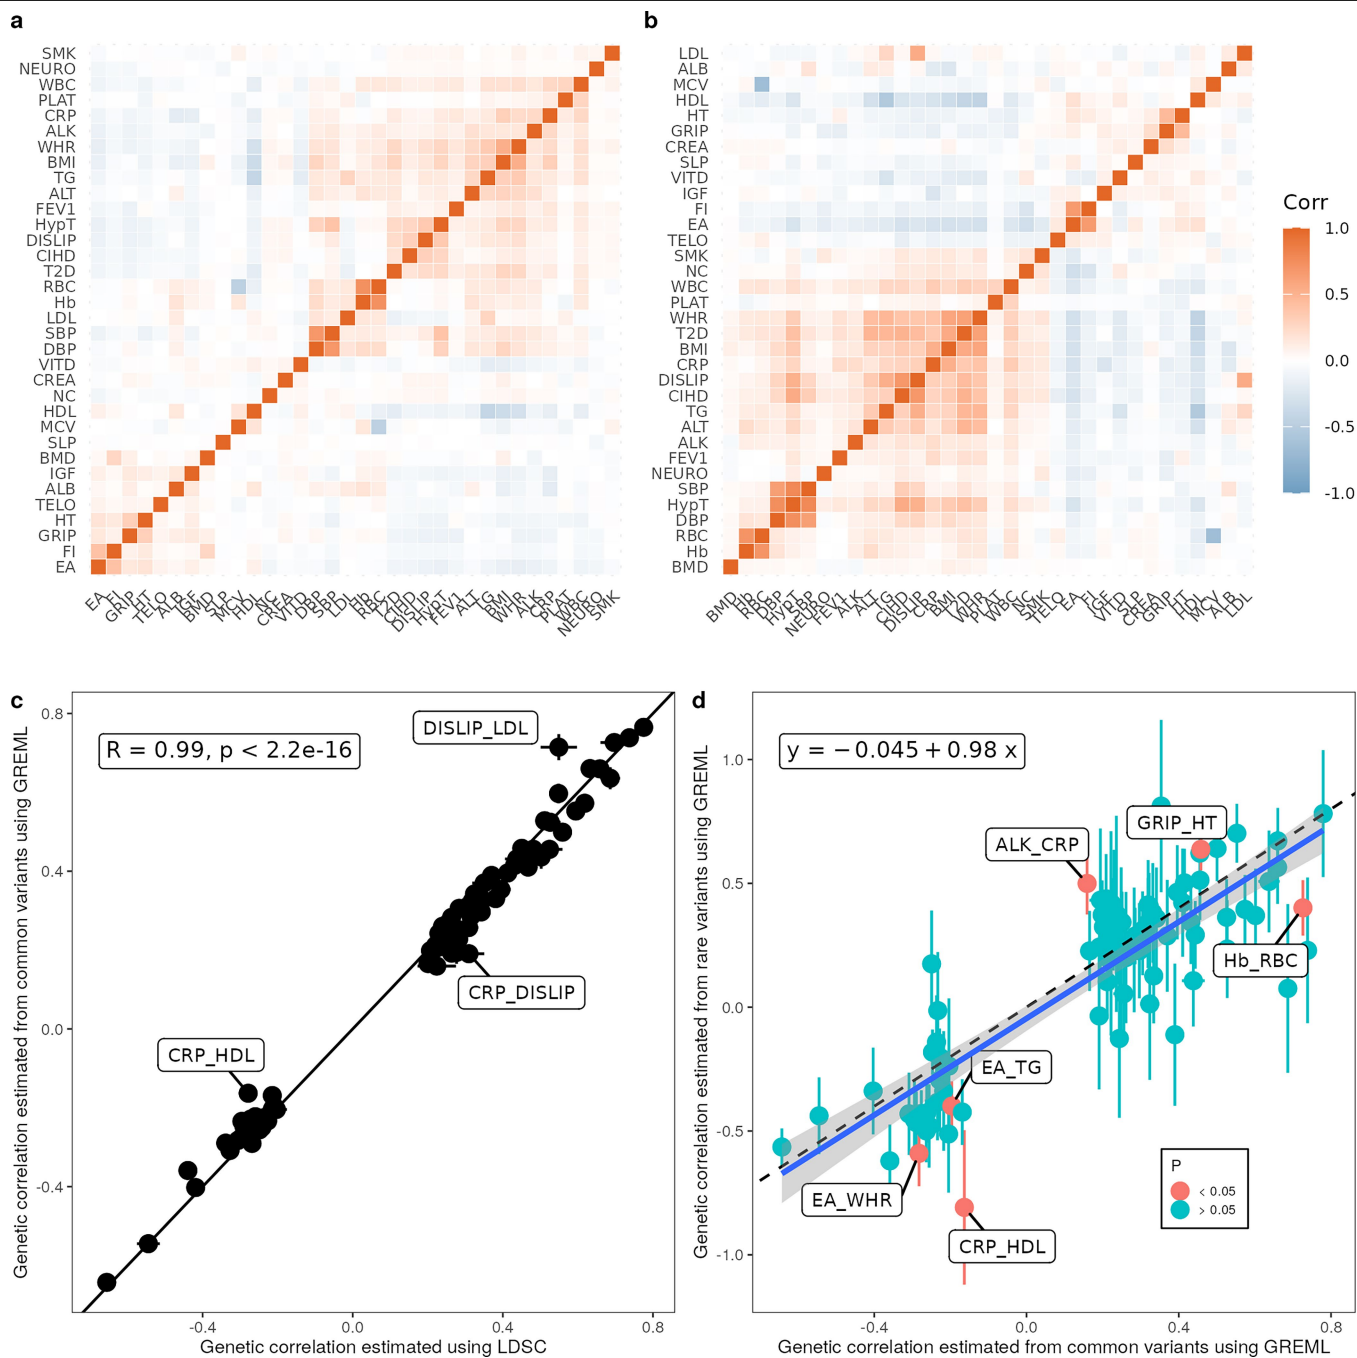 a
SMK
NEURO
WBC
PLAT
CRP
ALK
WHR
BMI
TG
ALT
FEV1
HypT
DISLIP
CIHD
T2D
RBC
Hb
LDL
SBP
DBP
VITD
CREA
NC
HDL
MCV
SLP
BMD
IGF
ALB
TELO
HT
GRIP
FI
EA
EA FI GRIP HT TELO ALB IGF BMD SLP MCV HDL NC CREA VITD DBP SBP LDL Hb RBC T2D CIHD DISLIP HypT FEV1 ALT TG BMI WHR ALK CRP PLAT WBC NEURO SMK
b
LDL
ALB
MCV
HDL
HT
GRIP
CREA
SLP
VITD
IGF
FI
EA
TELO
SMK
NC
WBC
PLAT
WHR
T2D
BMI
CRP
DISLIP
CIHD
TG
ALT
ALK
FEV1
NEURO
SBP
HypT
DBP
RBC
Hb
BMD
BMD Hb RBC DBP HypT SBP NEURO FEV1 ALK ALT TG CIHD DISLIP CRP BMI T2D WHR PLAT WBC NC SMK TELO EA FI IGF VITD SLP CREA GRIP HT HDL MCV ALB LDL
Corr
1.0
0.5
0.0
-0.5
-1.0
c
Genetic correlation estimated from common variants using GREML
0.8
0.4
0.0
-0.4
R = 0.99, p < 2.2e-16
DISLIP_LDL
CRP_DISLIP
CRP_HDL
-0.4 0.0 0.4 0.8
Genetic correlation estimated using LDSC
d
Genetic correlation estimated from rare variants using GREML
1.0
0.5
0.0
-0.5
-1.0
y = −0.045 + 0.98 x
GRIP_HT
ALK_CRP
Hb_RBC
EA_TG
EA_WHR
CRP_HDL
P
< 0.05
> 0.05
-0.4 0.0 0.4 0.8
Genetic correlation estimated from common variants using GREML